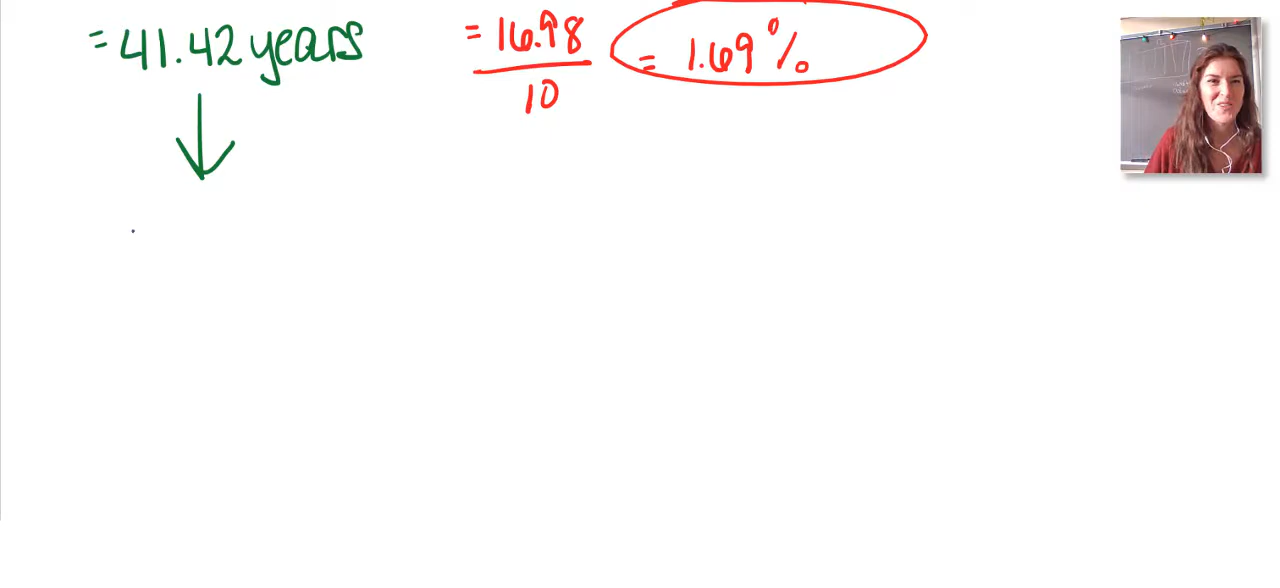 = 41.42 years
= 16.98
10
= 1.69%